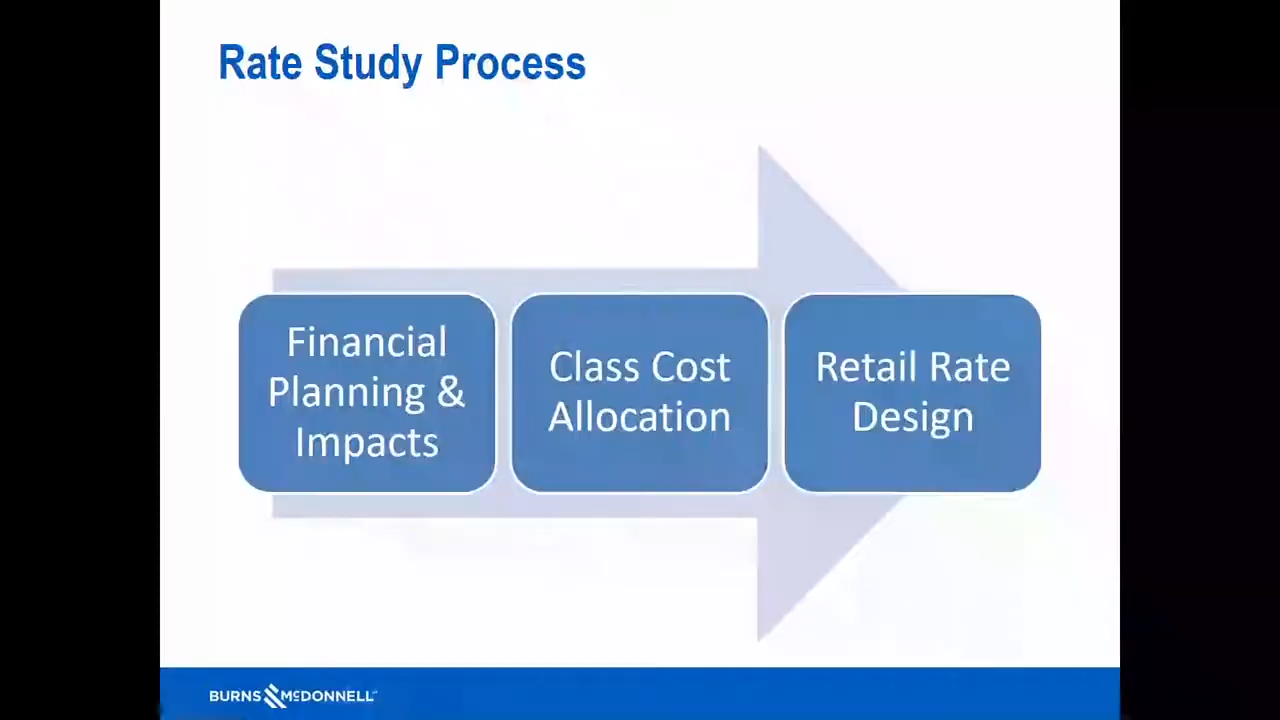 Rate Study Process
Financial
Planning &
Impacts
Class Cost
Allocation
Retail Rate
Design
BURNS MCDONNELL